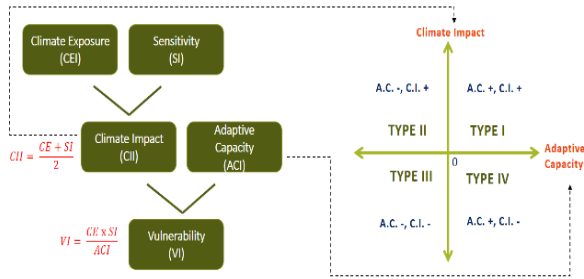 Climate Exposure
(CEI)
Sensitivity
(SI)
Climate Impact
(CII)
Adaptive
Capacity
(ACI)
CII = CE + SI / 2
VI = CE x SI / ACI
Vulnerability
(VI)
Climate Impact
A.C. -, C.I. +
A.C. +, C.I. +
TYPE II
TYPE I
0
Adaptive
Capacity
TYPE III
TYPE IV
A.C. -, C.I. -
A.C. +, C.I. -